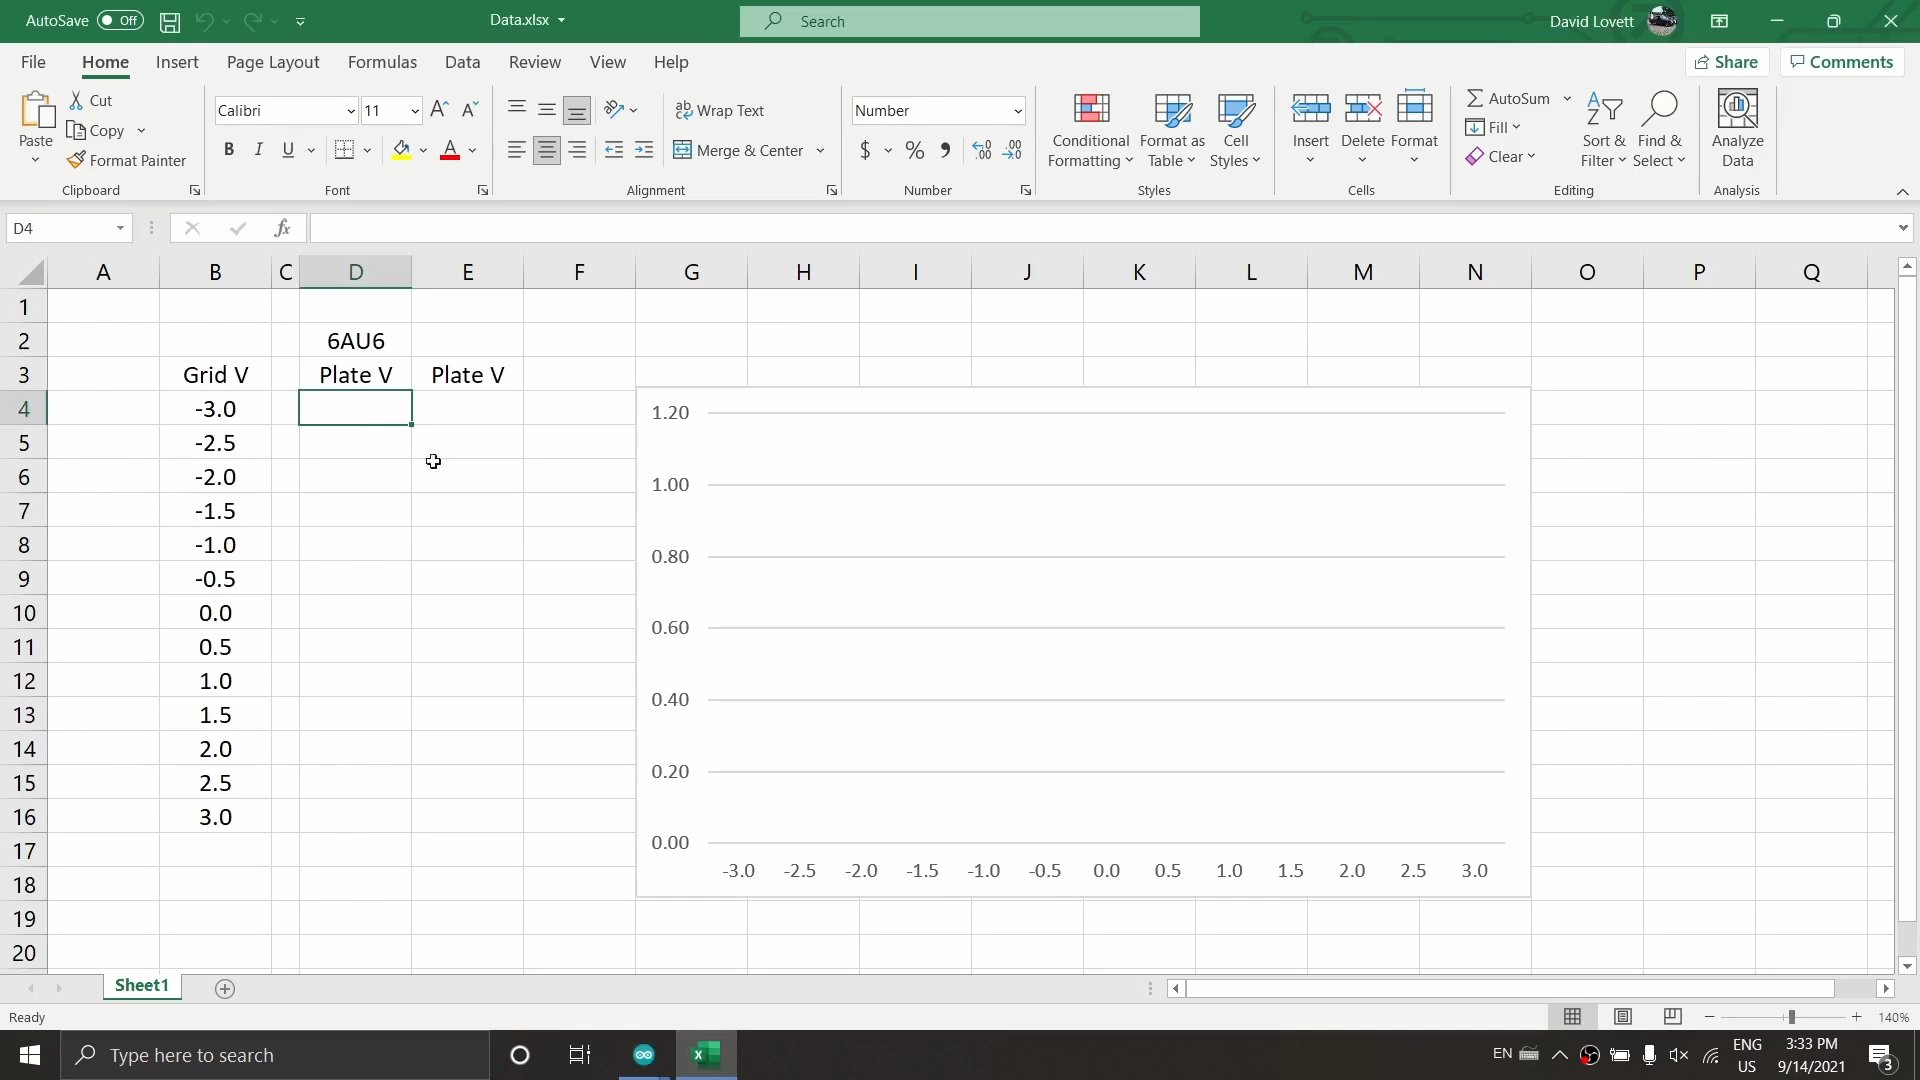 AutoSave Off Data.xlsx Search David Lovett
File Home Insert Page Layout Formulas Data Review View Help Share Comments
Paste Cut Copy Format Painter Clipboard
Calibri 11 B I U A Font
Wrap Text Merge & Center Alignment
Number $ % , Number
Conditional Formatting Format as Table Cell Styles Styles
Insert Delete Format Cells
AutoSum Fill Clear Sort & Filter Find & Select Editing
Analyze Data Analysis
D4 fx
A B C D E F G H I J K L M N O P Q
1
2 6AU6
3 Grid V Plate V Plate V
4 -3.0
5 -2.5
6 -2.0
7 -1.5
8 -1.0
9 -0.5
10 0.0
11 0.5
12 1.0
13 1.5
14 2.0
15 2.5
16 3.0
17
18
19
20
1.20
1.00
0.80
0.60
0.40
0.20
0.00
-3.0 -2.5 -2.0 -1.5 -1.0 -0.5 0.0 0.5 1.0 1.5 2.0 2.5 3.0
Sheet1
Ready 140%
Type here to search EN ENG US 3:33 PM 9/14/2021 3